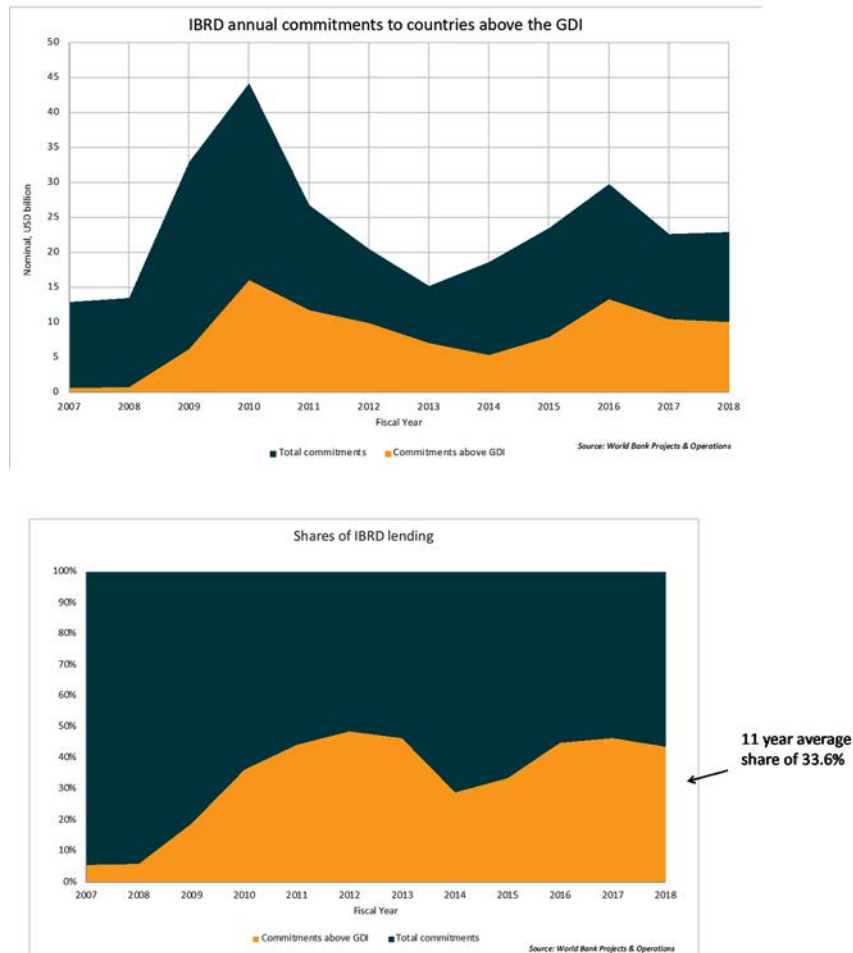 IBRD annual commitments to countries above the GDI
50
45
40
35
30
25
20
15
10
5
0
Nominal, USD billion
2007 2008 2009 2010 2011 2012 2013 2014 2015 2016 2017 2018
Fiscal Year
Total commitments Commitments above GDI
Source: World Bank Projects & Operations
Shares of IBRD lending
100%
90%
80%
70%
60%
50%
40%
30%
20%
10%
0%
2007 2008 2009 2010 2011 2012 2013 2014 2015 2016 2017 2018
Fiscal Year
Commitments above GDI Total commitments
Source: World Bank Projects & Operations
11 year average
share of 33.6%